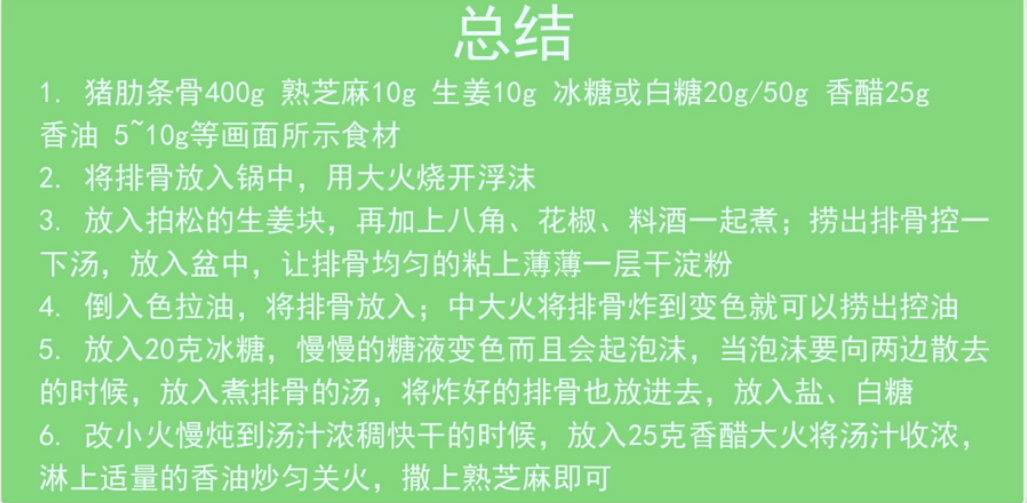 总结
1. 猪肋条骨400g 熟芝麻10g 生姜10g 冰糖或白糖20g/50g 香醋25g
香油 5~10g等画面所示食材
2. 将排骨放入锅中，用大火烧开浮沫
3. 放入拍松的生姜块，再加上八角、花椒、料酒一起煮；捞出排骨控一
下汤，放入盆中，让排骨均匀的粘上薄薄一层干淀粉
4. 倒入色拉油，将排骨放入；中大火将排骨炸到变色就可以捞出控油
5. 放入20克冰糖，慢慢的糖液变色而且会起泡沫，当泡沫要向两边散去
的时候，放入煮排骨的汤，将炸好的排骨也放进去，放入盐、白糖
6. 改小火慢炖到汤汁浓稠快干的时候，放入25克香醋大火将汤汁收浓，
淋上适量的香油炒匀关火，撒上熟芝麻即可